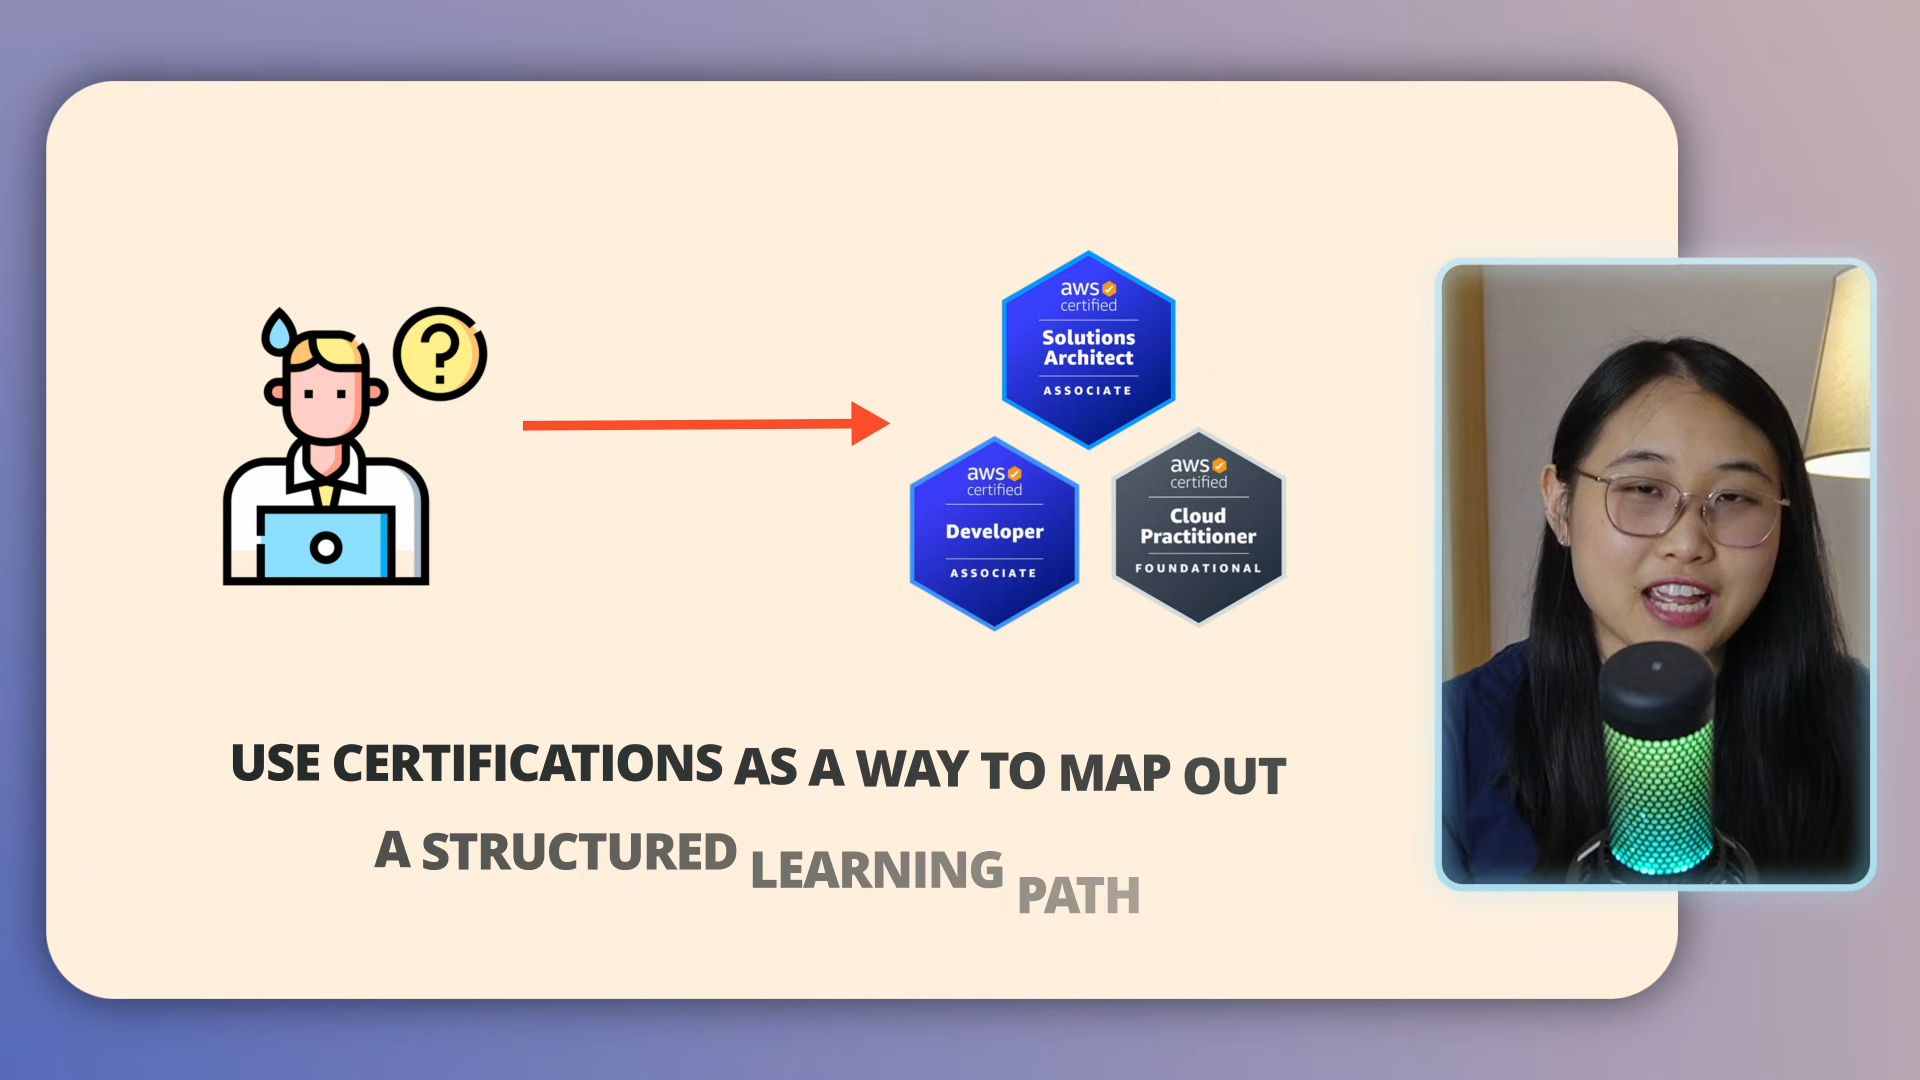 ?
aws
certified
Solutions
Architect
ASSOCIATE
aws
certified
Developer
ASSOCIATE
aws
certified
Cloud
Practitioner
FOUNDATIONAL
USE CERTIFICATIONS AS A WAY TO MAP OUT
A STRUCTURED LEARNING PATH